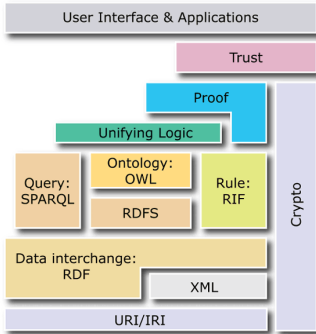 User Interface & Applications
Trust
Proof
Unifying Logic
Query:
SPARQL
Ontology:
OWL
RDFS
Rule:
RIF
Crypto
Data interchange:
RDF
XML
URI/IRI